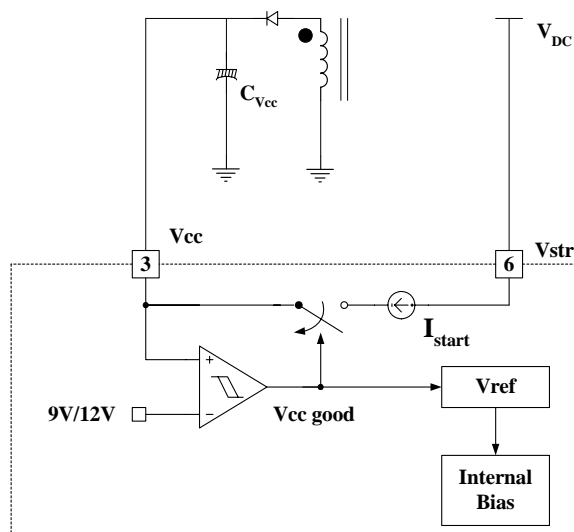 V_DC
C_Vcc
Vcc
Vstr
3
6
I_start
+
9V/12V
−
Vcc good
Vref
Internal
Bias